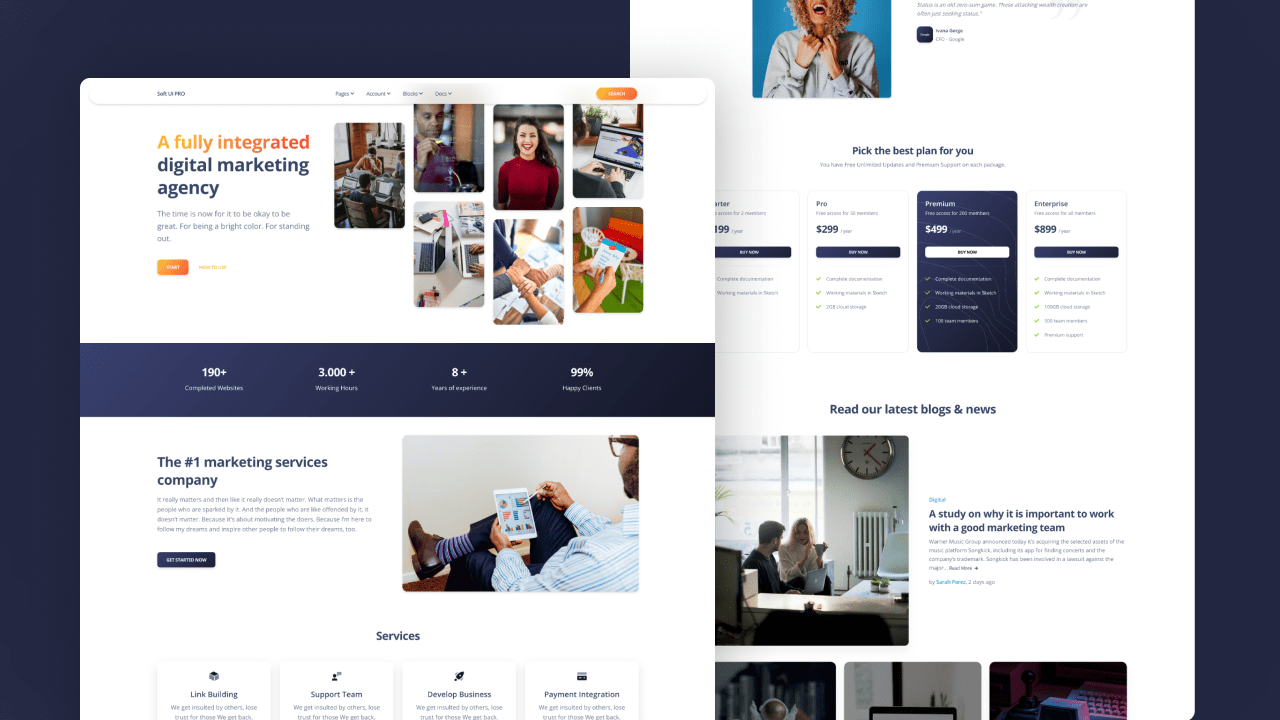 Soft UI PRO
Pages
Account
Blocks
Docs
SEARCH
A fully integrated
digital marketing
agency
The time is now for it to be okay to be
great. For being a bright color. For standing
out.
START
HOW TO USE
190+
Completed Websites
3.000 +
Working Hours
8 +
Years of experience
99%
Happy Clients
The #1 marketing services
company
It really matters and then like it really doesn't matter. What matters is the
people who are sparked by it. And the people who are like offended by it, it
doesn't matter. Because it's about motivating the doers. Because I'm here to
follow my dreams and inspire other people to follow their dreams, too.
GET STARTED NOW
Services
Link Building
We get insulted by others, lose
trust for those We get back.
Support Team
We get insulted by others, lose
trust for those We get back.
Develop Business
We get insulted by others, lose
trust for those We get back.
Payment Integration
We get insulted by others, lose
trust for those We get back.
Status is an old zero-sum game. Those attacking wealth creation are
often just seeking status."
Google
Ivana Gorga
CFO - Google
Pick the best plan for you
You have Free Unlimited Updates and Premium Support on each package.
arter
access for 2 members
199 / year
BUY NOW
Complete documentation
Working materials in Sketch
Pro
Free access for 30 members
$299 / year
BUY NOW
Complete documentation
Working materials in Sketch
2GB cloud storage
Premium
Free access for 200 members
$499 / year
BUY NOW
Complete documentation
Working materials in Sketch
20GB cloud storage
100 team members
Enterprise
Free access for all members
$899 / year
BUY NOW
Complete documentation
Working materials in Sketch
100GB cloud storage
500 team members
Premium support
Read our latest blogs & news
Digital
A study on why it is important to work
with a good marketing team
Warner Music Group announced today it's acquiring the selected assets of the
music platform Songkick, including its app for finding concerts and the
company's trademark. Songkick has been involved in a lawsuit against the
major... Read More
by Sarah Perez, 2 days ago